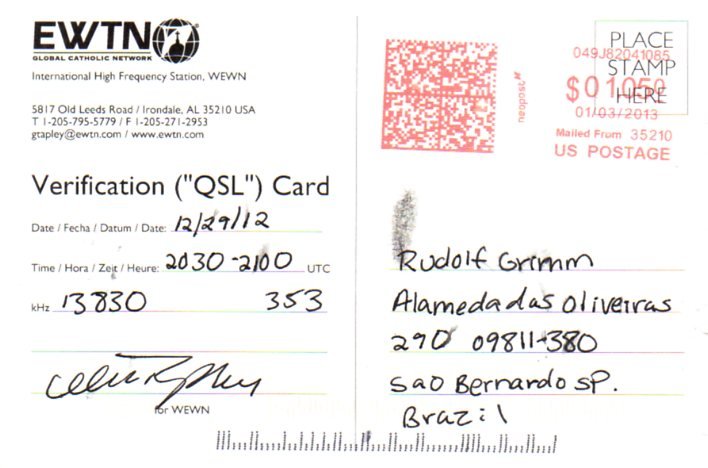 EWTN
GLOBAL CATHOLIC NETWORK
International High Frequency Station, WEWN
5817 Old Leeds Road / Irondale, AL 35210 USA
T 1-205-795-5779 / F 1-205-271-2953
gtapley@ewtn.com / www.ewtn.com
Verification ("QSL") Card
Date / Fecha / Datum / Date: 12/29/12
Time / Hora / Zeit / Heure: 2030-2100 UTC
kHz 13830 353
for WEWN
PLACE
STAMP
HERE
neopost
049J82041085
$01050
01/03/2013
Mailed From 35210
US POSTAGE
Rudolf Grimm
Alameda das Oliveiras
290 09811-380
Sao Bernardo SP.
Brazil